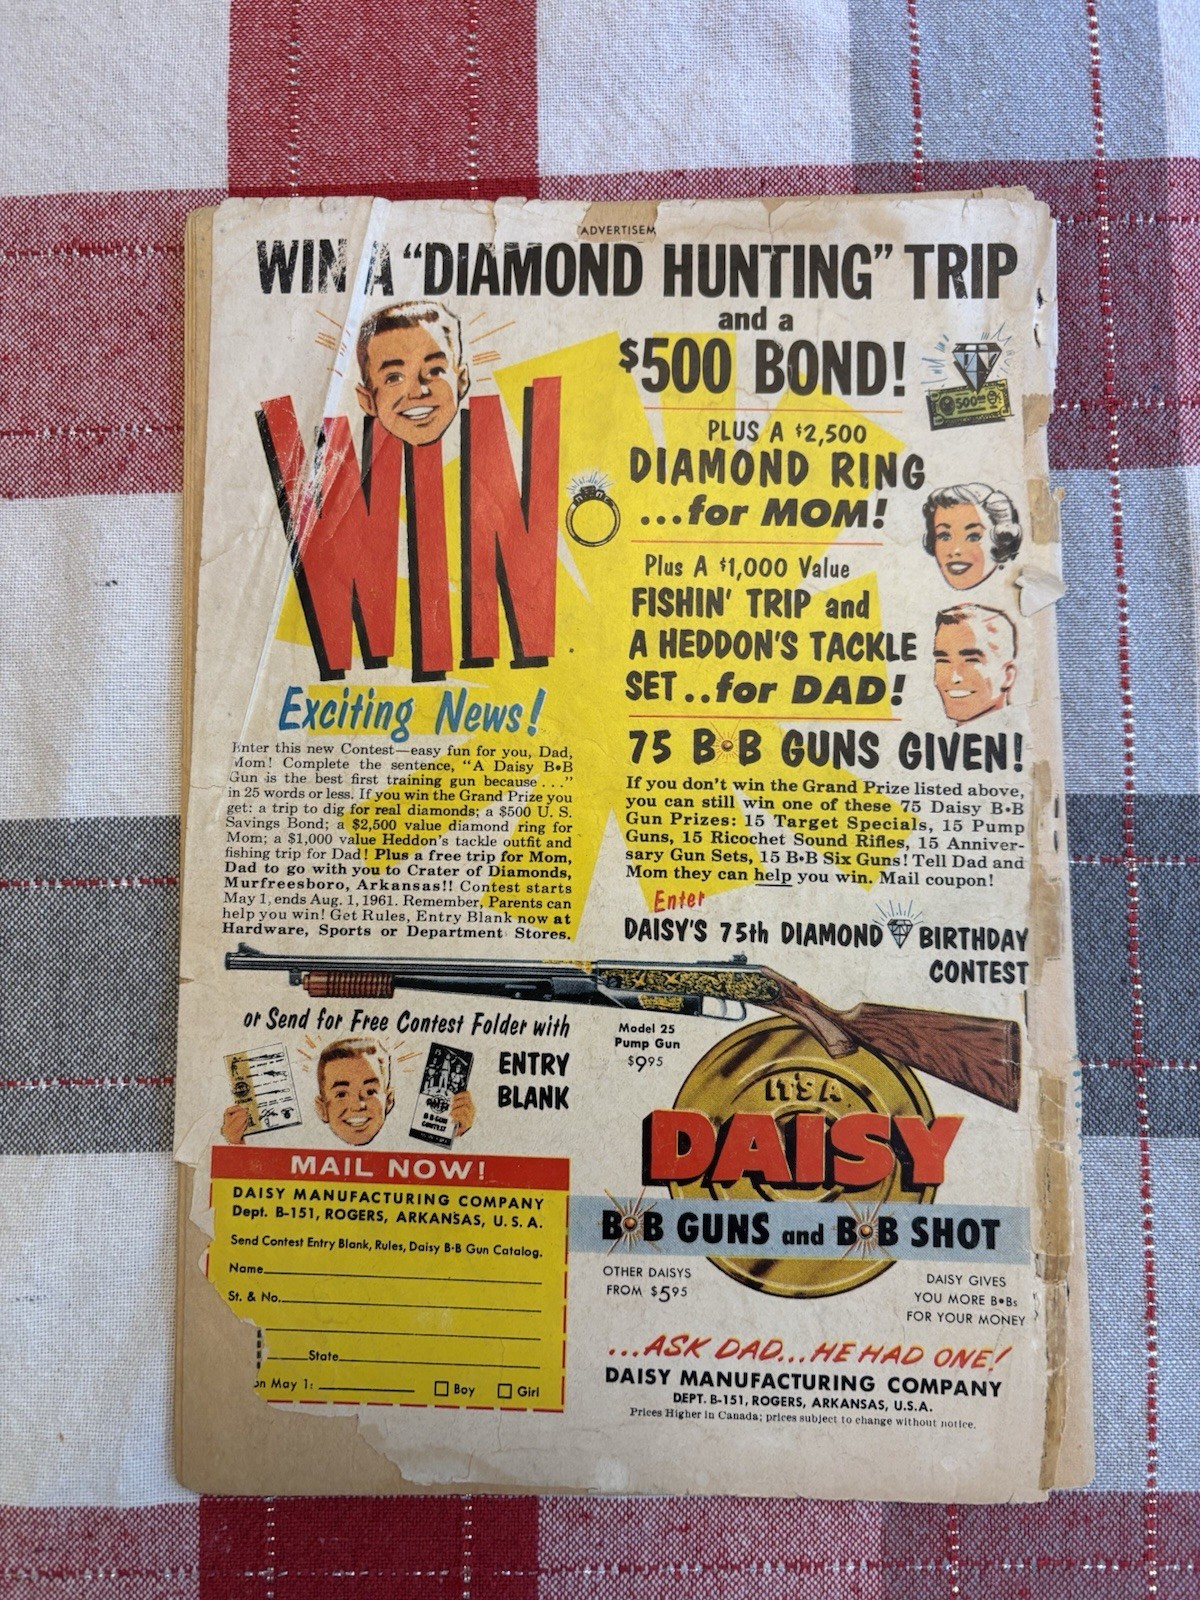 ADVERTISEM
WIN A "DIAMOND HUNTING" TRIP
and a
$500 BOND!
$500
WIN
PLUS A $2,500
DIAMOND RING
...for MOM!
Plus A $1,000 Value
FISHIN' TRIP and
A HEDDON'S TACKLE
SET..for DAD!
Exciting News!
Enter this new Contest—easy fun for you, Dad,
Mom! Complete the sentence, "A Daisy B•B
Gun is the best first training gun because . . ."
in 25 words or less. If you win the Grand Prize you
get: a trip to dig for real diamonds; a $500 U. S.
Savings Bond; a $2,500 value diamond ring for
Mom; a $1,000 value Heddon's tackle outfit and
fishing trip for Dad! Plus a free trip for Mom,
Dad to go with you to Crater of Diamonds,
Murfreesboro, Arkansas!! Contest starts
May 1, ends Aug. 1, 1961. Remember, Parents can
help you win! Get Rules, Entry Blank now at
Hardware, Sports or Department Stores.
75 B•B GUNS GIVEN!
If you don't win the Grand Prize listed above,
you can still win one of these 75 Daisy B•B
Gun Prizes: 15 Target Specials, 15 Pump
Guns, 15 Ricochet Sound Rifles, 15 Anniver-
sary Gun Sets, 15 B•B Six Guns! Tell Dad and
Mom they can help you win. Mail coupon!
Enter
DAISY'S 75th DIAMOND BIRTHDAY
CONTEST
or Send for Free Contest Folder with
ENTRY
BLANK
B B GUN
CONTEST
Model 25
Pump Gun
$9.95
IT'S A
DAISY
B•B GUNS and B•B SHOT
OTHER DAISYS
FROM $5.95
DAISY GIVES
YOU MORE B•Bs
FOR YOUR MONEY
...ASK DAD...HE HAD ONE!
DAISY MANUFACTURING COMPANY
DEPT. B-151, ROGERS, ARKANSAS, U.S.A.
Prices Higher in Canada; prices subject to change without notice.
MAIL NOW!
DAISY MANUFACTURING COMPANY
Dept. B-151, ROGERS, ARKANSAS, U. S. A.
Send Contest Entry Blank, Rules, Daisy B•B Gun Catalog.
Name
St. & No.
State
on May 1:
Boy
Girl